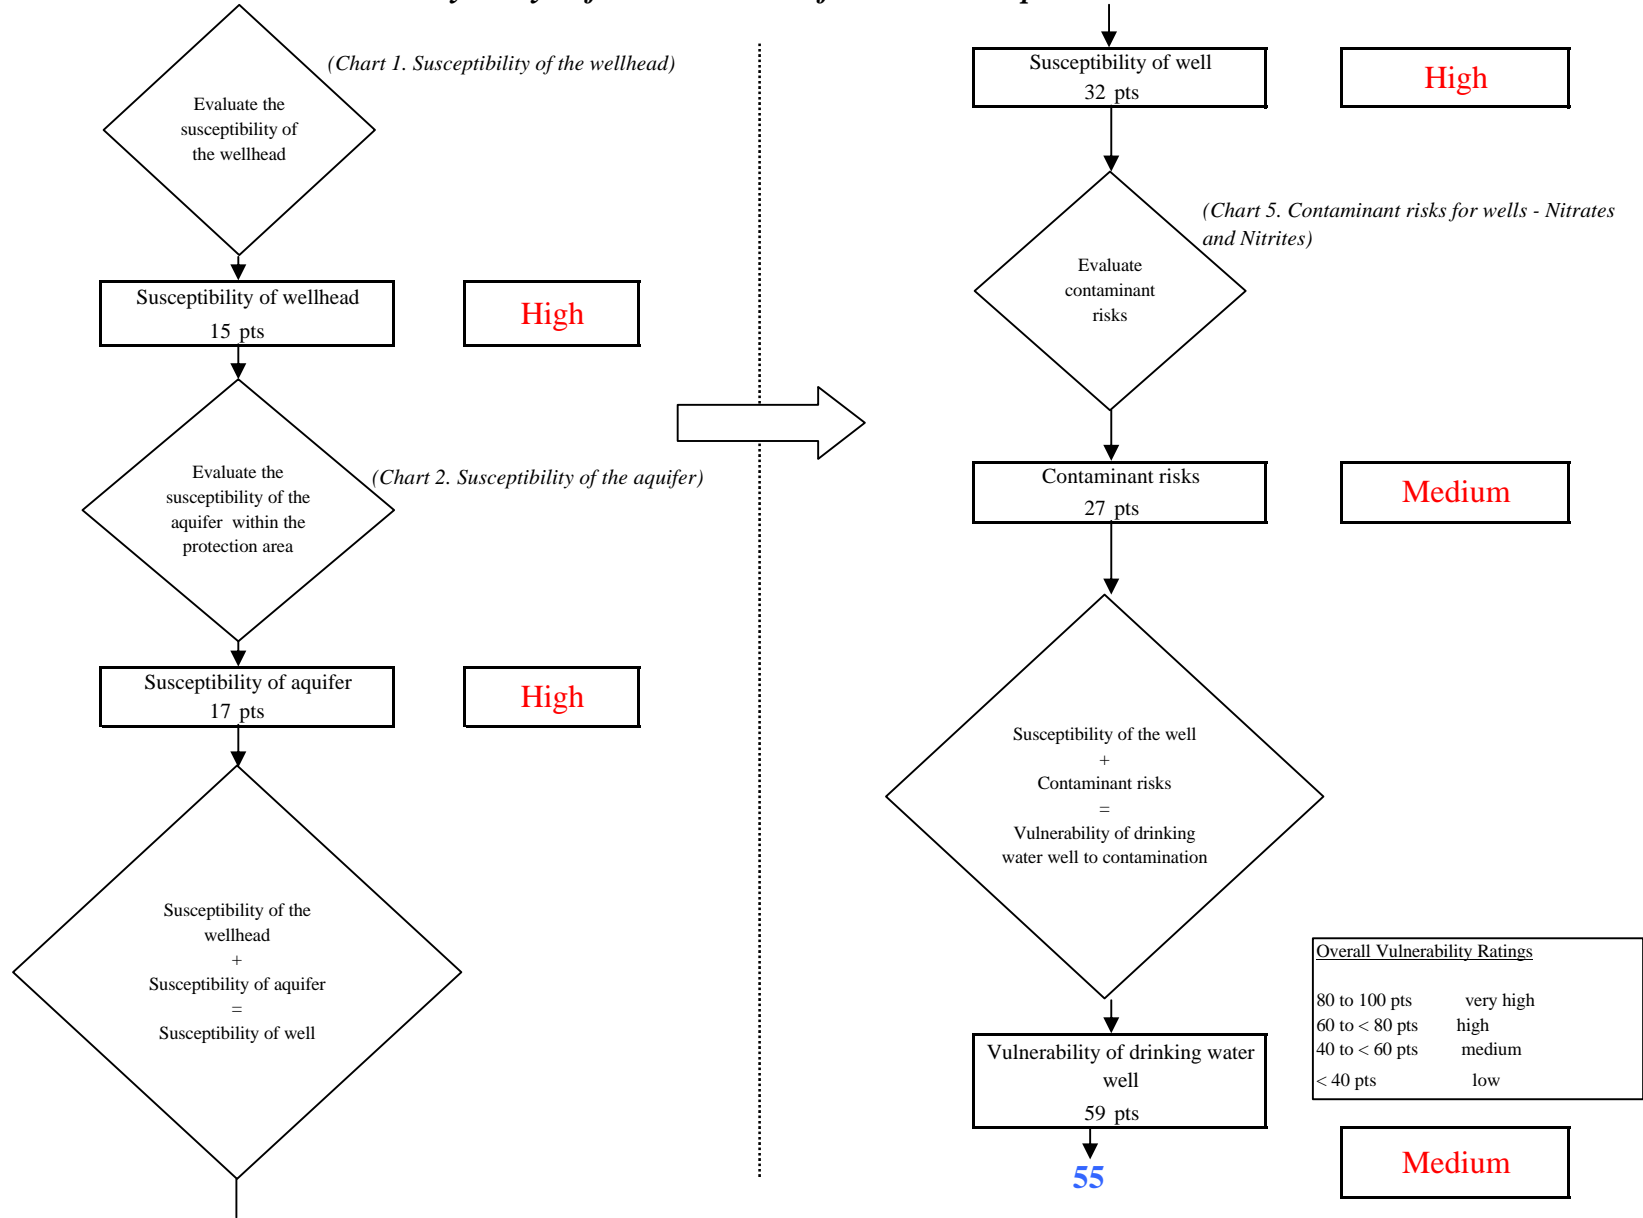 (Chart 1. Susceptibility of the wellhead)
Evaluate the
susceptibility of
the wellhead
Susceptibility of wellhead
15 pts
High
Evaluate the
susceptibility of the
aquifer within the
protection area
(Chart 2. Susceptibility of the aquifer)
Susceptibility of aquifer
17 pts
High
Susceptibility of the
wellhead
+
Susceptibility of aquifer
=
Susceptibility of well
Susceptibility of well
32 pts
High
(Chart 5. Contaminant risks for wells - Nitrates
and Nitrites)
Evaluate
contaminant
risks
Contaminant risks
27 pts
Medium
Susceptibility of the well
+
Contaminant risks
=
Vulnerability of drinking
water well to contamination
Overall Vulnerability Ratings
80 to 100 pts very high
60 to < 80 pts high
40 to < 60 pts medium
< 40 pts low
Vulnerability of drinking water
well
59 pts
55
Medium